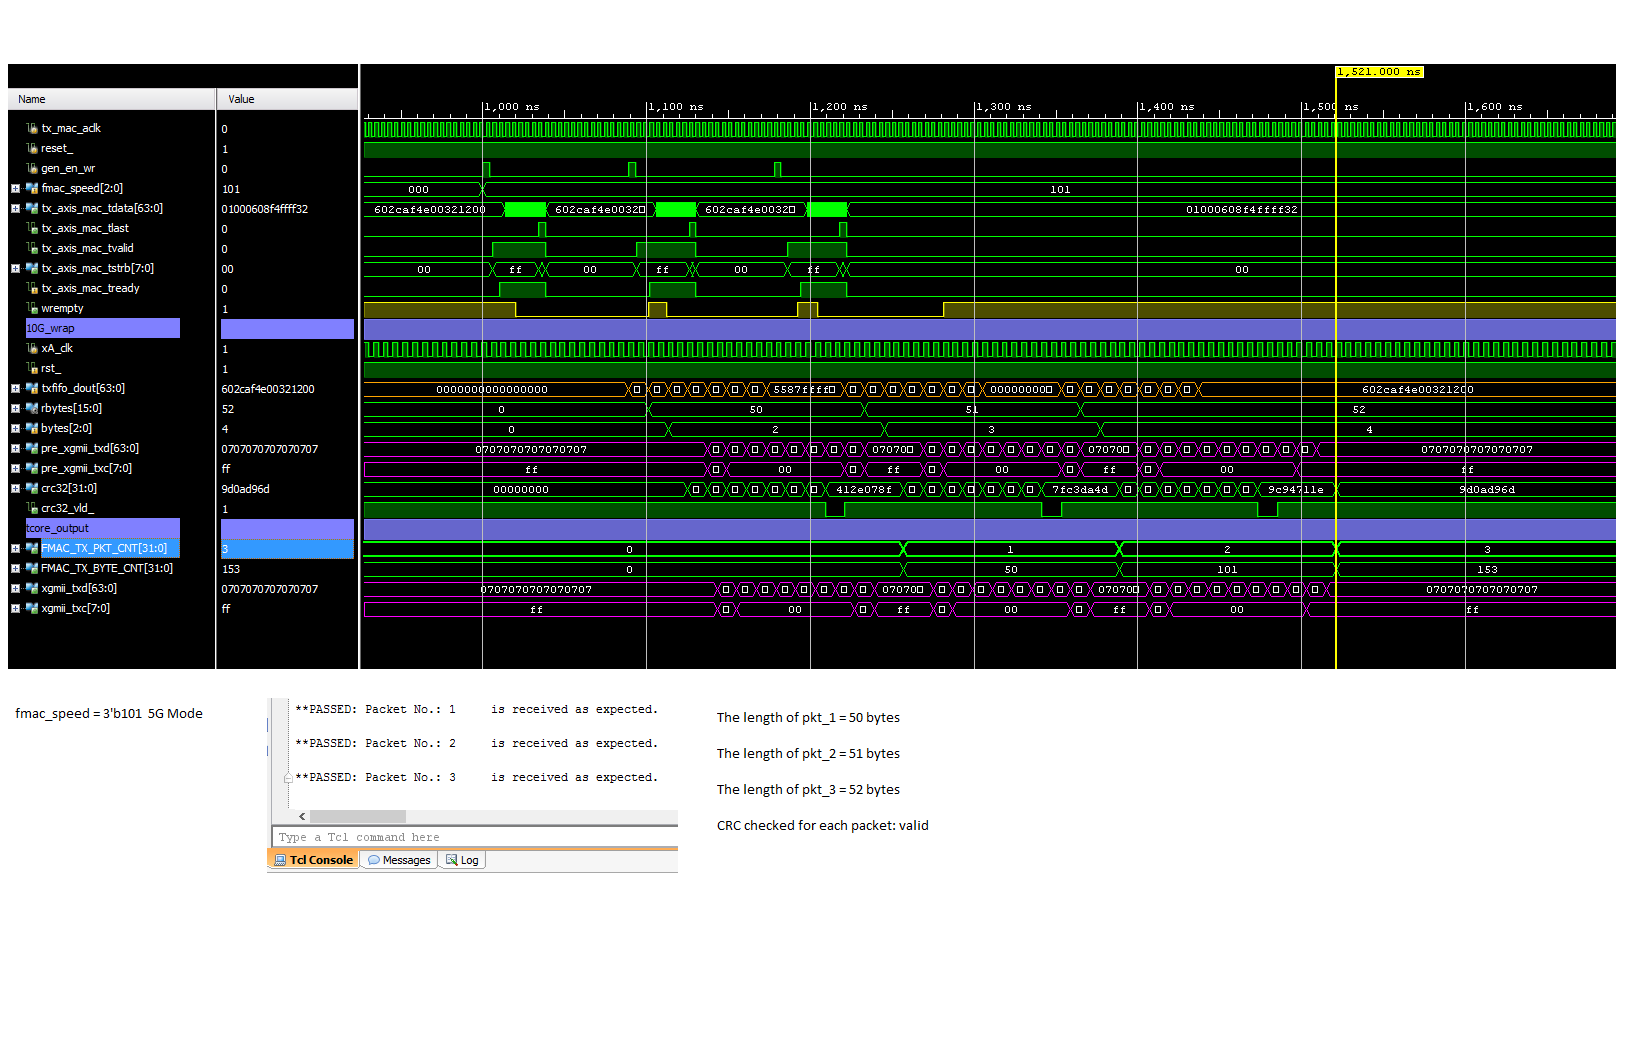 1,521.000 ns
Name Value
1,000 ns 1,100 ns 1,200 ns 1,300 ns 1,400 ns 1,500 ns 1,600 ns
tx_mac_aclk 0
reset_ 1
gen_en_wr 0
fmac_speed[2:0] 101 000 101
tx_axis_mac_tdata[63:0] 01000608f4ffff32 602caf4e00321200 602caf4e0032 602caf4e0032 01000608f4ffff32
tx_axis_mac_tlast 0
tx_axis_mac_tvalid 0
tx_axis_mac_tstrb[7:0] 00 00 ff 00 ff 00 ff 00
tx_axis_mac_tready 0
wrempty 1
10G_wrap
xA_clk 1
rst_ 1
txfifo_dout[63:0] 602caf4e00321200 0000000000000000 5587ffff 00000000 602caf4e00321200
rbytes[15:0] 52 0 50 51 52
bytes[2:0] 4 0 2 3 4
pre_xgmii_txd[63:0] 0707070707070707 0707070707070707 07070 07070 0707070707070707
pre_xgmii_txc[7:0] ff ff 00 ff 00 ff 00 ff
crc32[31:0] 9d0ad96d 00000000 412e078f 7fc3da4d 9c94711e 9d0ad96d
crc32_vld_ 1
tcore_output
FMAC_TX_PKT_CNT[31:0] 3 0 1 2 3
FMAC_TX_BYTE_CNT[31:0] 153 0 50 101 153
xgmii_txd[63:0] 0707070707070707 0707070707070707 07070 07070 0707070707070707
xgmii_txc[7:0] ff ff 00 ff 00 ff 00 ff
fmac_speed = 3'b101 5G Mode
**PASSED: Packet No.: 1 is received as expected.
**PASSED: Packet No.: 2 is received as expected.
**PASSED: Packet No.: 3 is received as expected.
Type a Tcl command here
Tcl Console Messages Log
The length of pkt_1 = 50 bytes
The length of pkt_2 = 51 bytes
The length of pkt_3 = 52 bytes
CRC checked for each packet: valid